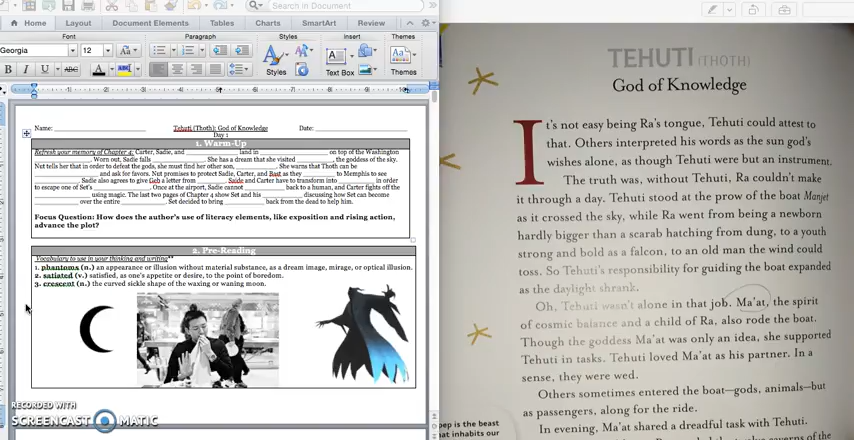 Home Layout Document Elements Tables Charts SmartArt Review
Search in Document
Font Paragraph Styles Insert Themes
Georgia 12 Aa
Styles Text Box Themes
B I U ABC A
Name: Tehuti (Thoth): God of Knowledge Date:
Day 1
1. Warm-Up
Refresh your memory of Chapter 4: Carter, Sadie, and land in on top of the Washington
. Worn out, Sadie falls . She has a dream that she visited , the goddess of the sky.
Nut tells her that in order to defeat the gods, she must find her other son, . She warns that Thoth can be
and ask for favors. Nut promises to protect Sadie, Carter, and Bast as they to Memphis to see
. Sadie also agrees to give Geb a letter from . Saide and Carter have to transform into in order
to escape one of Set's . Once at the airport, Sadie cannot back to a human, and Carter fights off the
using magic. The last two pages of Chapter 4 show Set and his discussing how Set can become
over the entire . Set decided to bring back from the dead to help him.
Focus Question: How does the author's use of literary elements, like exposition and rising action,
advance the plot?
2. Pre-Reading
Vocabulary to use in your thinking and writing**
1. phantoms (n.) an appearance or illusion without material substance, as a dream image, mirage, or optical illusion.
2. satiated (v.) satisfied, as one's appetite or desire, to the point of boredom.
3. crescent (n.) the curved sickle shape of the waxing or waning moon.
RECORDED WITH
SCREENCAST MATIC
TEHUTI (THOTH)
God of Knowledge
It's not easy being Ra's tongue, Tehuti could attest to
that. Others interpreted his words as the sun god's
wishes alone, as though Tehuti were but an instrument.
The truth was, without Tehuti, Ra couldn't make
it through a day. Tehuti stood at the prow of the boat Manjet
as it crossed the sky, while Ra went from being a newborn
hardly bigger than a scarab hatching from dung, to a youth
strong and bold as a falcon, to an old man the wind could
toss. So Tehuti's responsibility for guiding the boat expanded
as the daylight shrank.
Oh, Tehuti wasn't alone in that job. Ma'at, the spirit
of cosmic balance and a child of Ra, also rode the boat.
Though the goddess Ma'at was only an idea, she supported
Tehuti in tasks. Tehuti loved Ma'at as his partner. In a
sense, they were wed.
Others sometimes entered the boat—gods, animals—but
as passengers, along for the ride.
In evening, Ma'at shared a dreadful task with Tehuti.
is the beast
at inhabits our